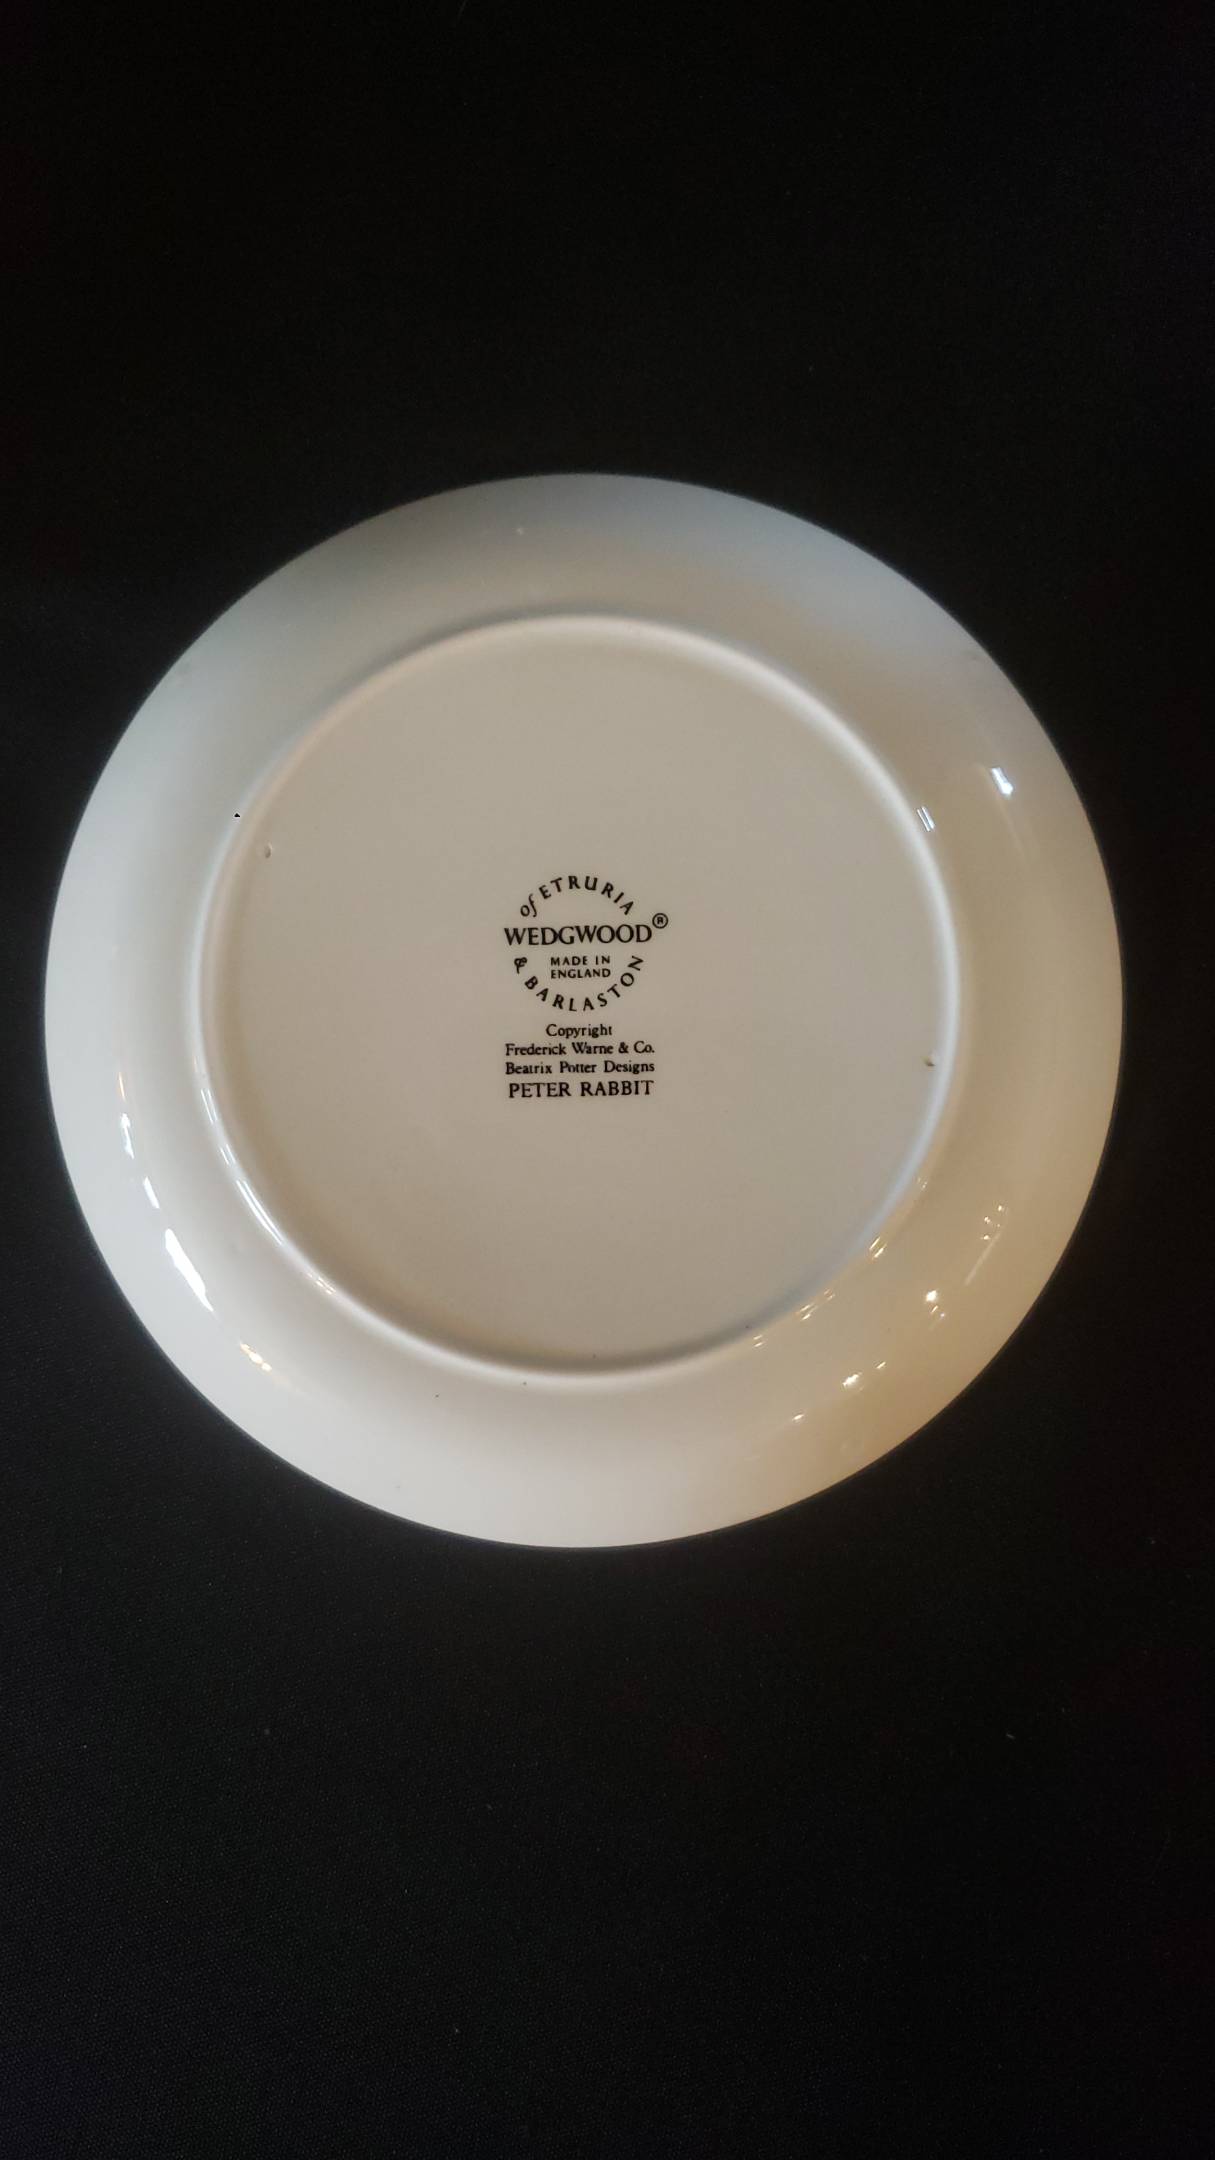 of ETRURIA
WEDGWOOD®
MADE IN
ENGLAND
& BARLASTON
Copyright
Frederick Warne & Co.
Beatrix Potter Designs
PETER RABBIT